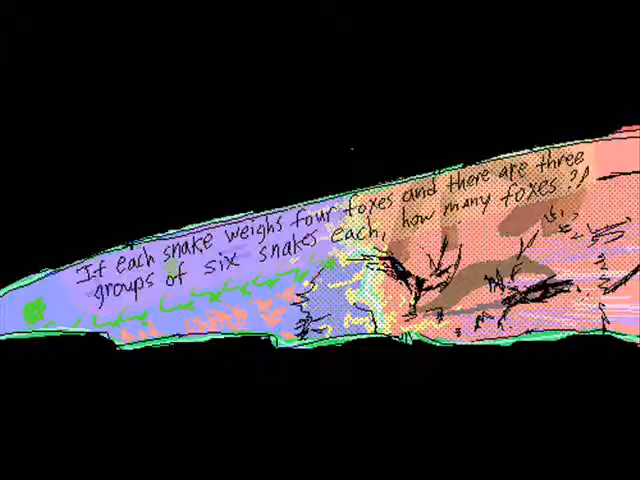 If each snake weighs four foxes and there are three
groups of six snakes each, how many foxes?!